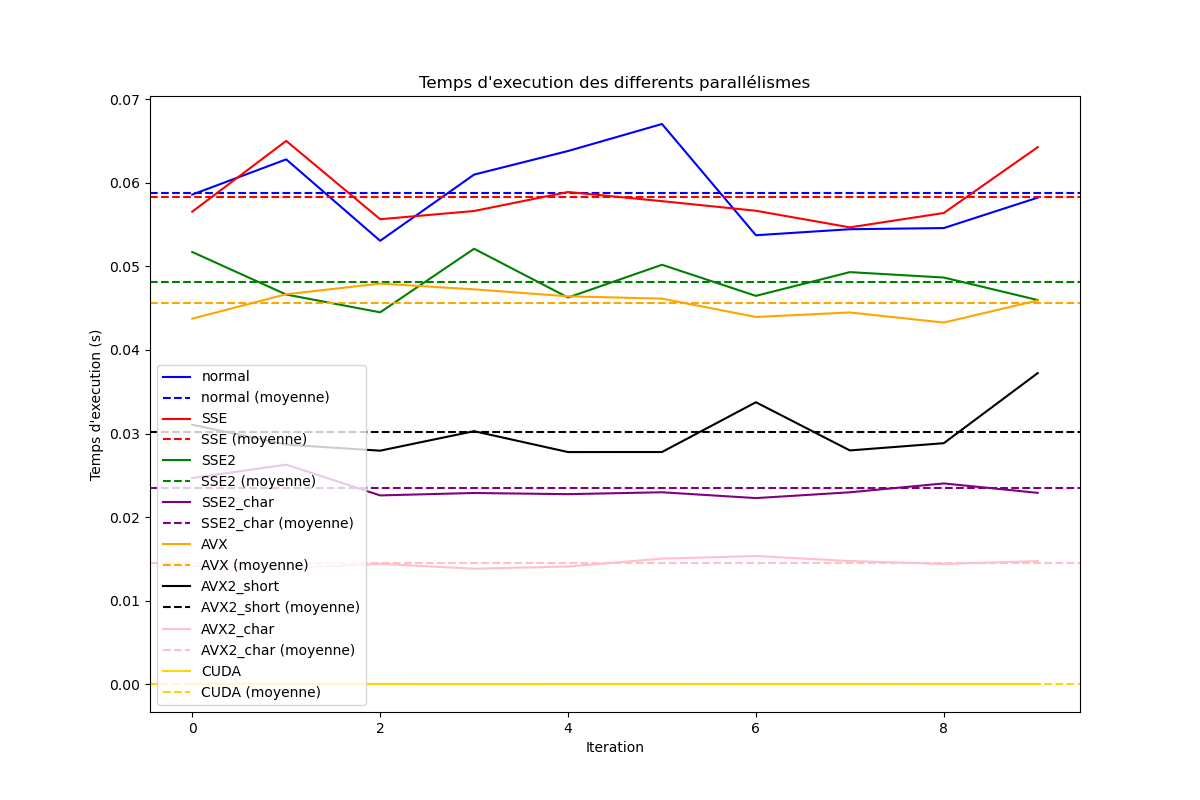 Temps d'execution des differents parallélismes
0.07
0.06
0.05
0.04
0.03
0.02
0.01
0.00
Temps d'execution (s)
normal
normal (moyenne)
SSE
SSE (moyenne)
SSE2
SSE2 (moyenne)
SSE2_char
SSE2_char (moyenne)
AVX
AVX (moyenne)
AVX2_short
AVX2_short (moyenne)
AVX2_char
AVX2_char (moyenne)
CUDA
CUDA (moyenne)
0 2 4 6 8
Iteration